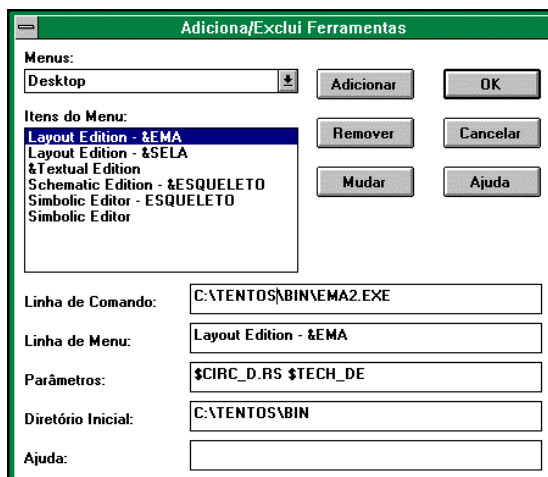 Adiciona/Exclui Ferramentas
Menus:
Desktop
Adicionar
OK
Itens do Menu:
Layout Edition - &EMA
Layout Edition - &SELA
&Textual Edition
Schematic Edition - &ESQUELETO
Simbolic Editor - ESQUELETO
Simbolic Editor
Remover
Cancelar
Mudar
Ajuda
Linha de Comando:
C:\TENTOS\BIN\EMA2.EXE
Linha de Menu:
Layout Edition - &EMA
Parâmetros:
$CIRC_D.RS $TECH_DE
Diretório Inicial:
C:\TENTOS\BIN
Ajuda: